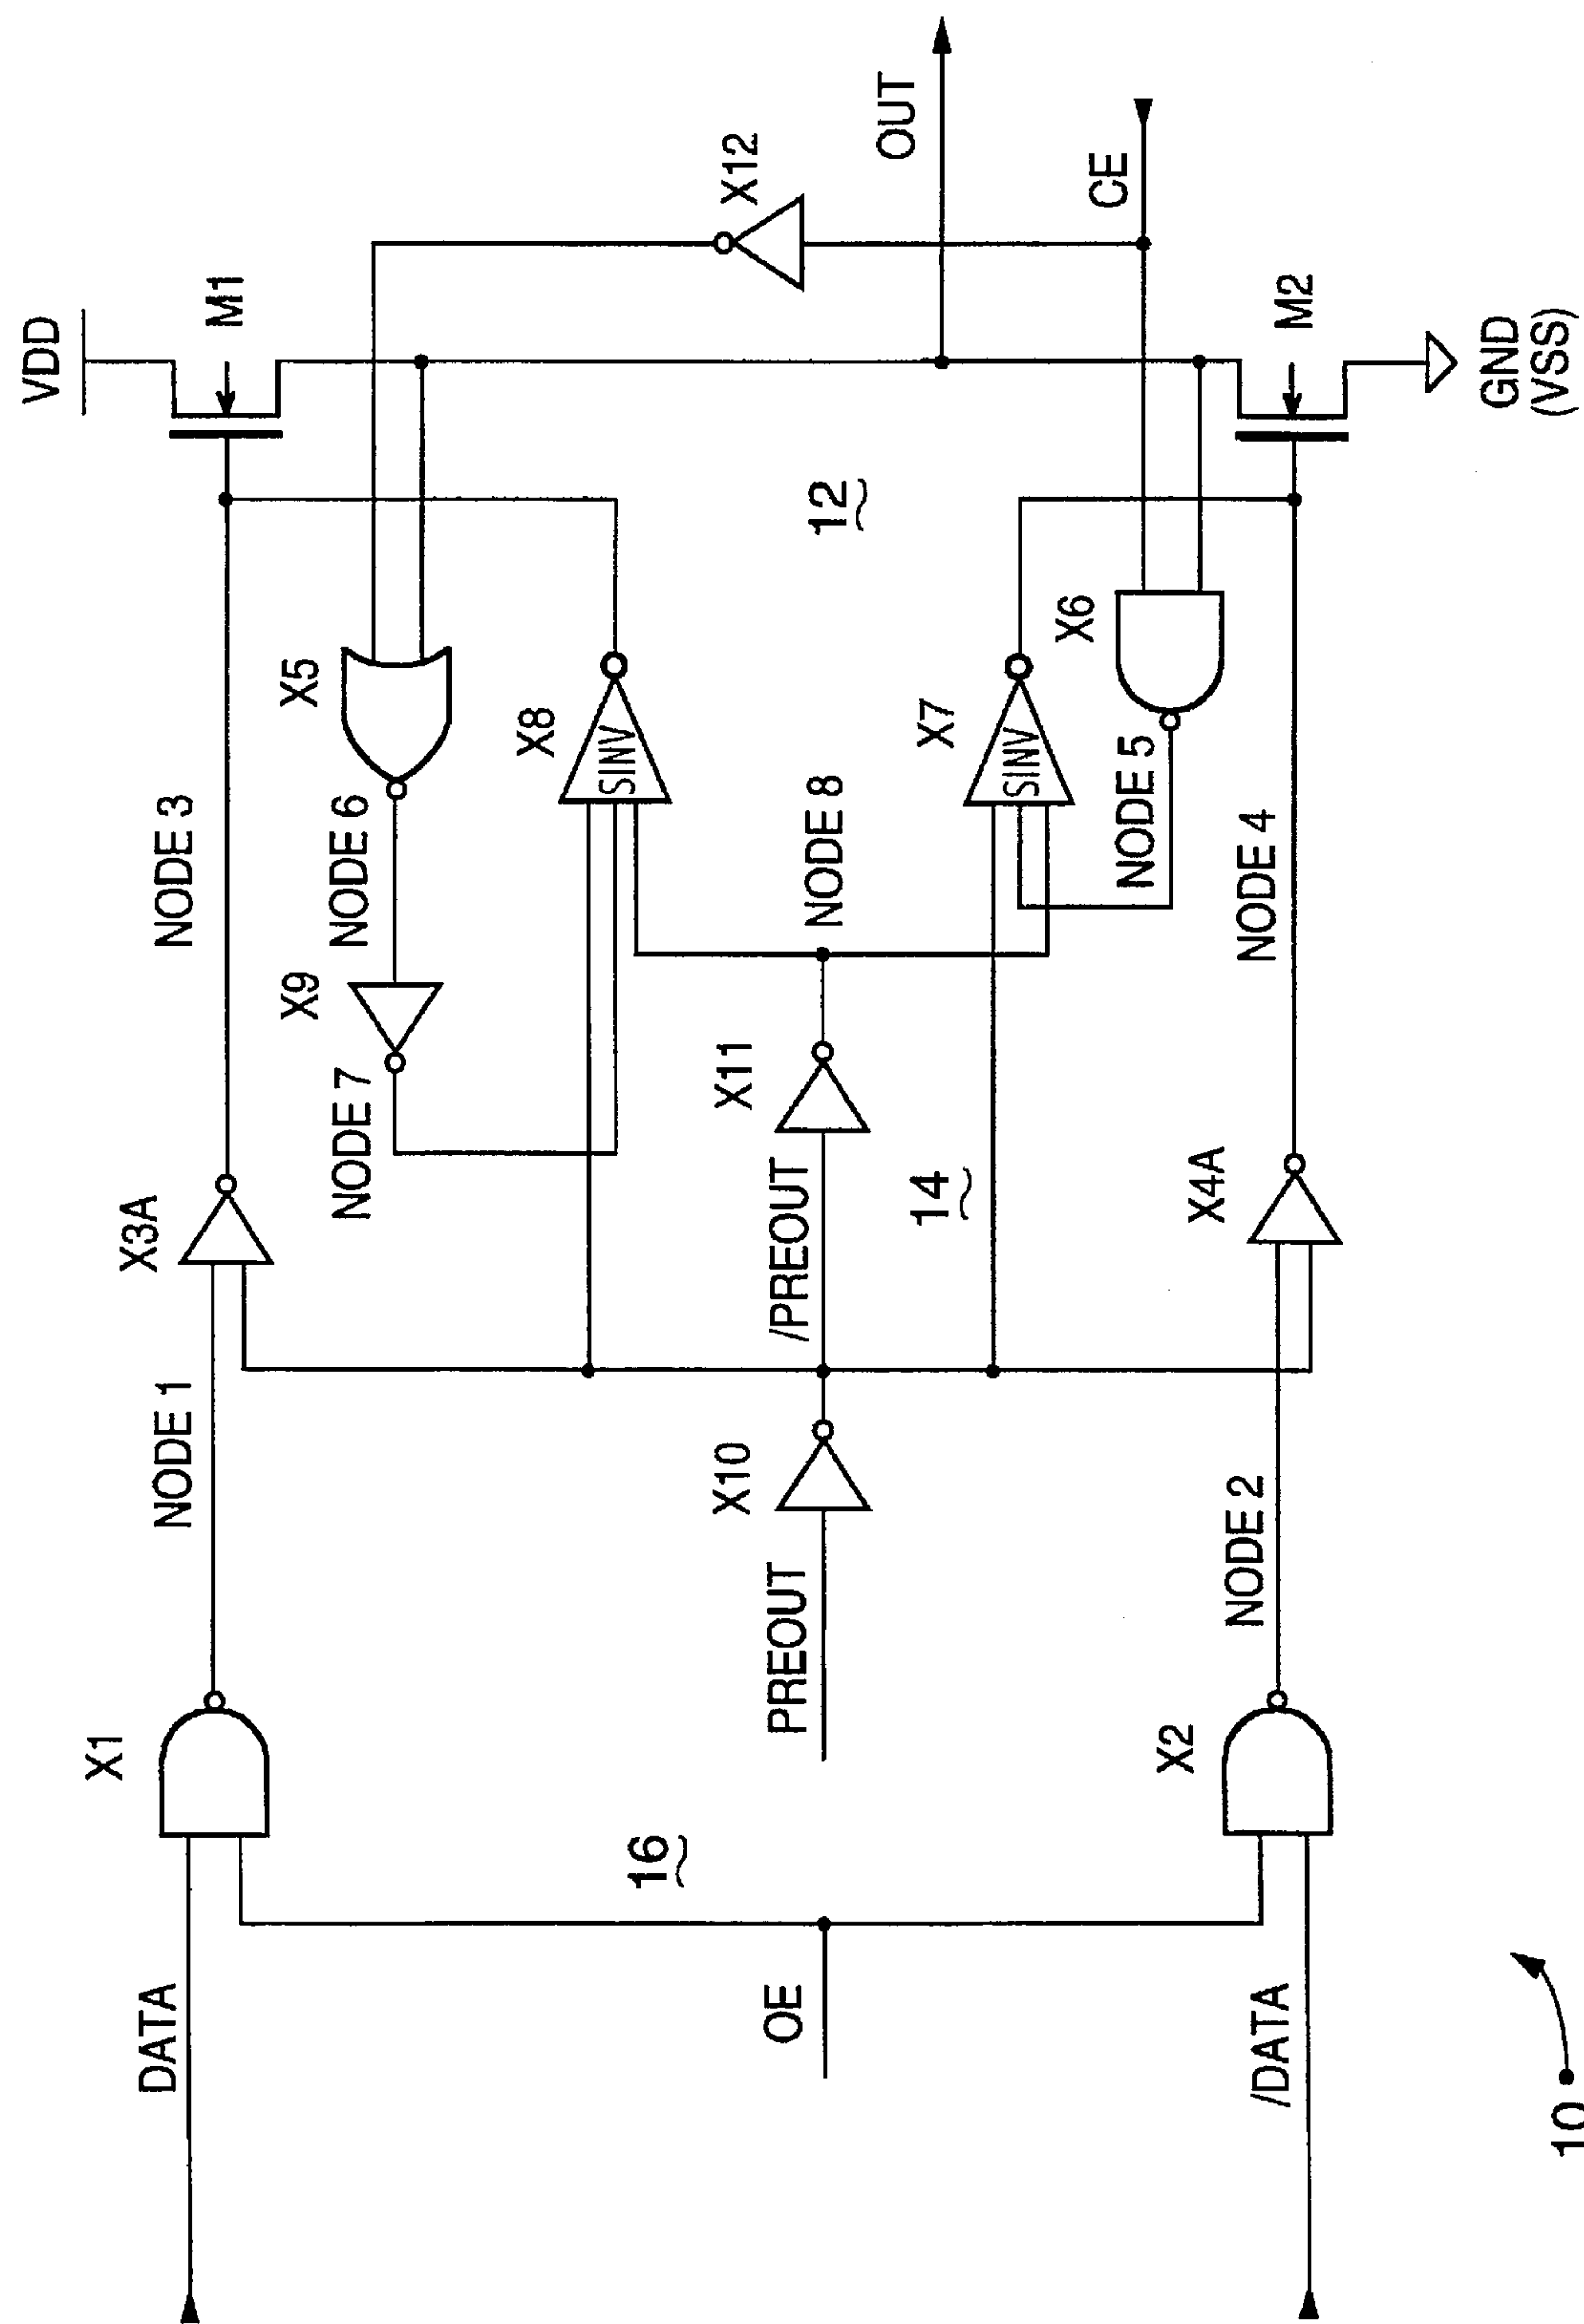 VDD
M1
NODE 3
X3A
NODE 1
X1
DATA
X5
NODE 6
X9
NODE 7
X12
X8
SINV
OUT
12
NODE 8
X11
/PREOUT
X10
PREOUT
16
OE
CE
X7
SINV
14
X6
NODE 5
M2
NODE 4
X4A
NODE 2
X2
/DATA
GND
(VSS)
10